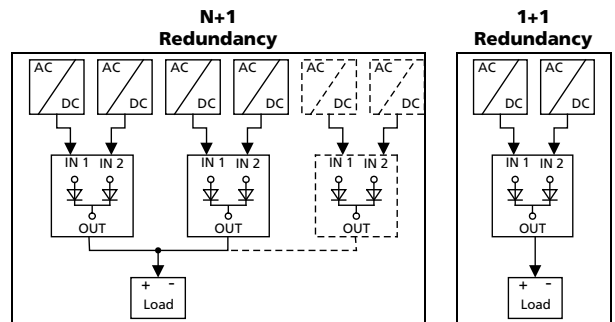 N+1
Redundancy
1+1
Redundancy
AC DC AC DC AC DC AC DC AC DC AC DC
AC DC AC DC
IN 1 IN 2 IN 1 IN 2 IN 1 IN 2
IN 1 IN 2
OUT OUT OUT
OUT
+ -
Load
+ -
Load